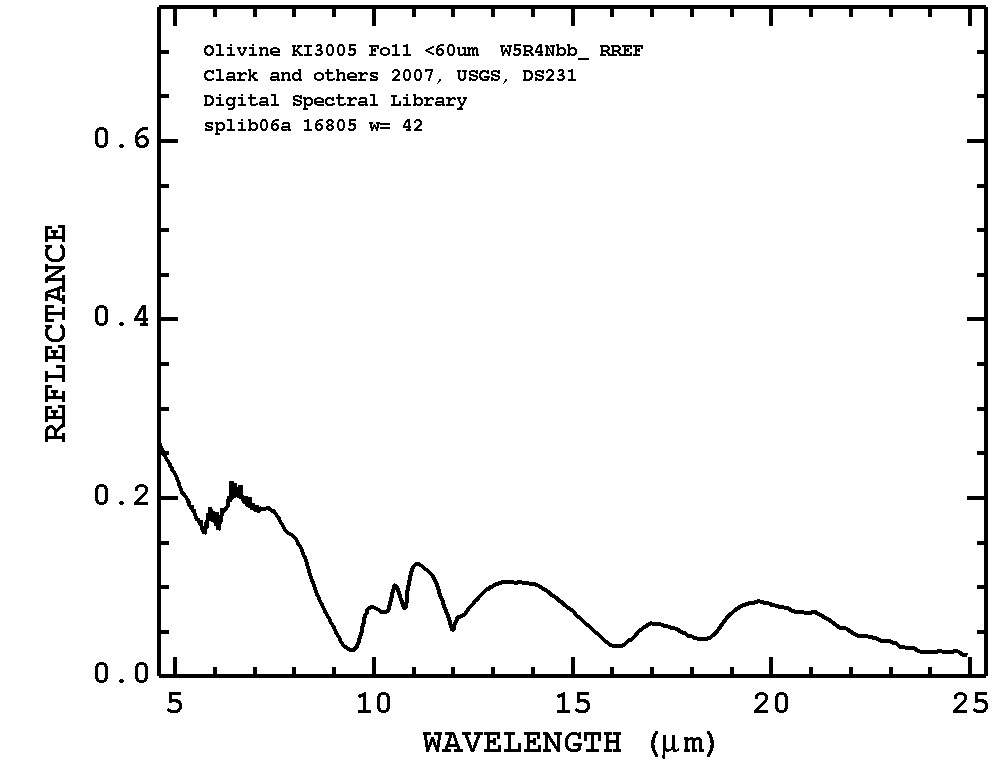 Olivine KI3005 Fo11 <60um W5R4Nbb_ RREF
Clark and others 2007, USGS, DS231
Digital Spectral Library
splib06a 16805 w= 42
0.6
0.4
0.2
0.0
REFLECTANCE
5 10 15 20 25
WAVELENGTH (μm)